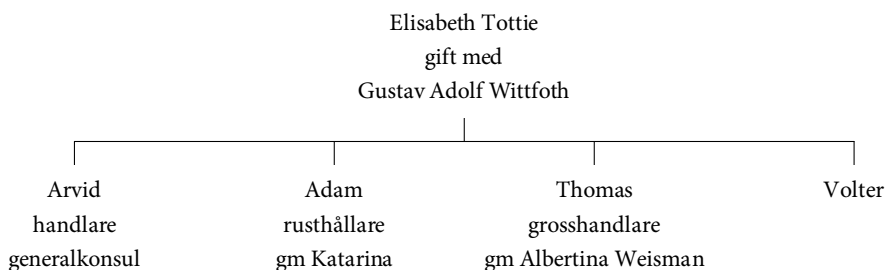 Elisabeth Tottie
gift med
Gustav Adolf Wittfoth
Arvid Adam Thomas Volter
handlare rusthållare grosshandlare
generalkonsul gm Katarina gm Albertina Weisman